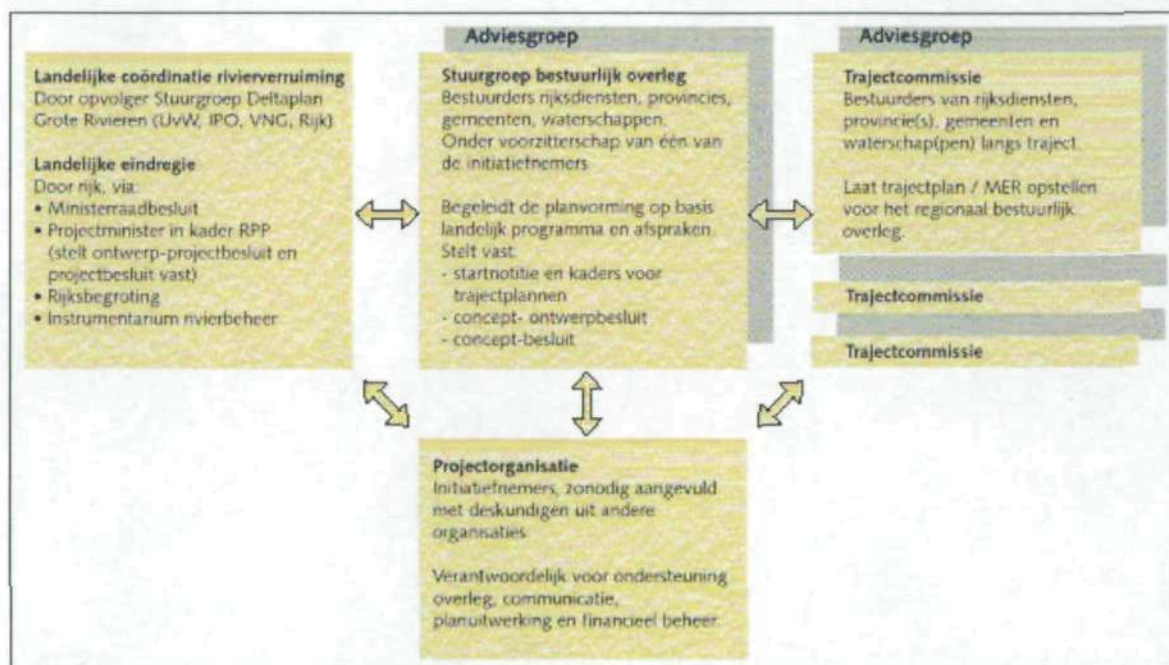 Landelijke coördinatie rivierverruiming
Door opvolger Stuurgroep Deltaplan
Grote Rivieren (UvW, IPO, VNG, Rijk)
Landelijke eindregie
Door rijk, via:
• Ministerraadbesluit
• Projectminister in kader RPP
(stelt ontwerp-projectbesluit en
projectbesluit vast)
• Rijksbegroting
• Instrumentarium rivierbeheer
Adviesgroep
Stuurgroep bestuurlijk overleg
Bestuurders rijksdiensten, provincies,
gemeenten, waterschappen.
Onder voorzitterschap van één van
de initiatiefnemers
Begeleidt de planvorming op basis
landelijk programma en afspraken.
Stelt vast:
- startnotitie en kaders voor
trajectplannen
- concept- ontwerpbesluit
- concept-besluit
Adviesgroep
Trajectcommissie
Bestuurders van rijksdiensten,
provincie(s), gemeenten en
waterschap(pen) langs traject.
Laat trajectplan / MER opstellen
voor het regionaal bestuurlijk
overleg.
Trajectcommissie
Trajectcommissie
Projectorganisatie
Initiatiefnemers, zonodig aangevuld
met deskundigen uit andere
organisaties
Verantwoordelijk voor ondersteuning
overleg, communicatie,
planuitwerking en financieel beheer.